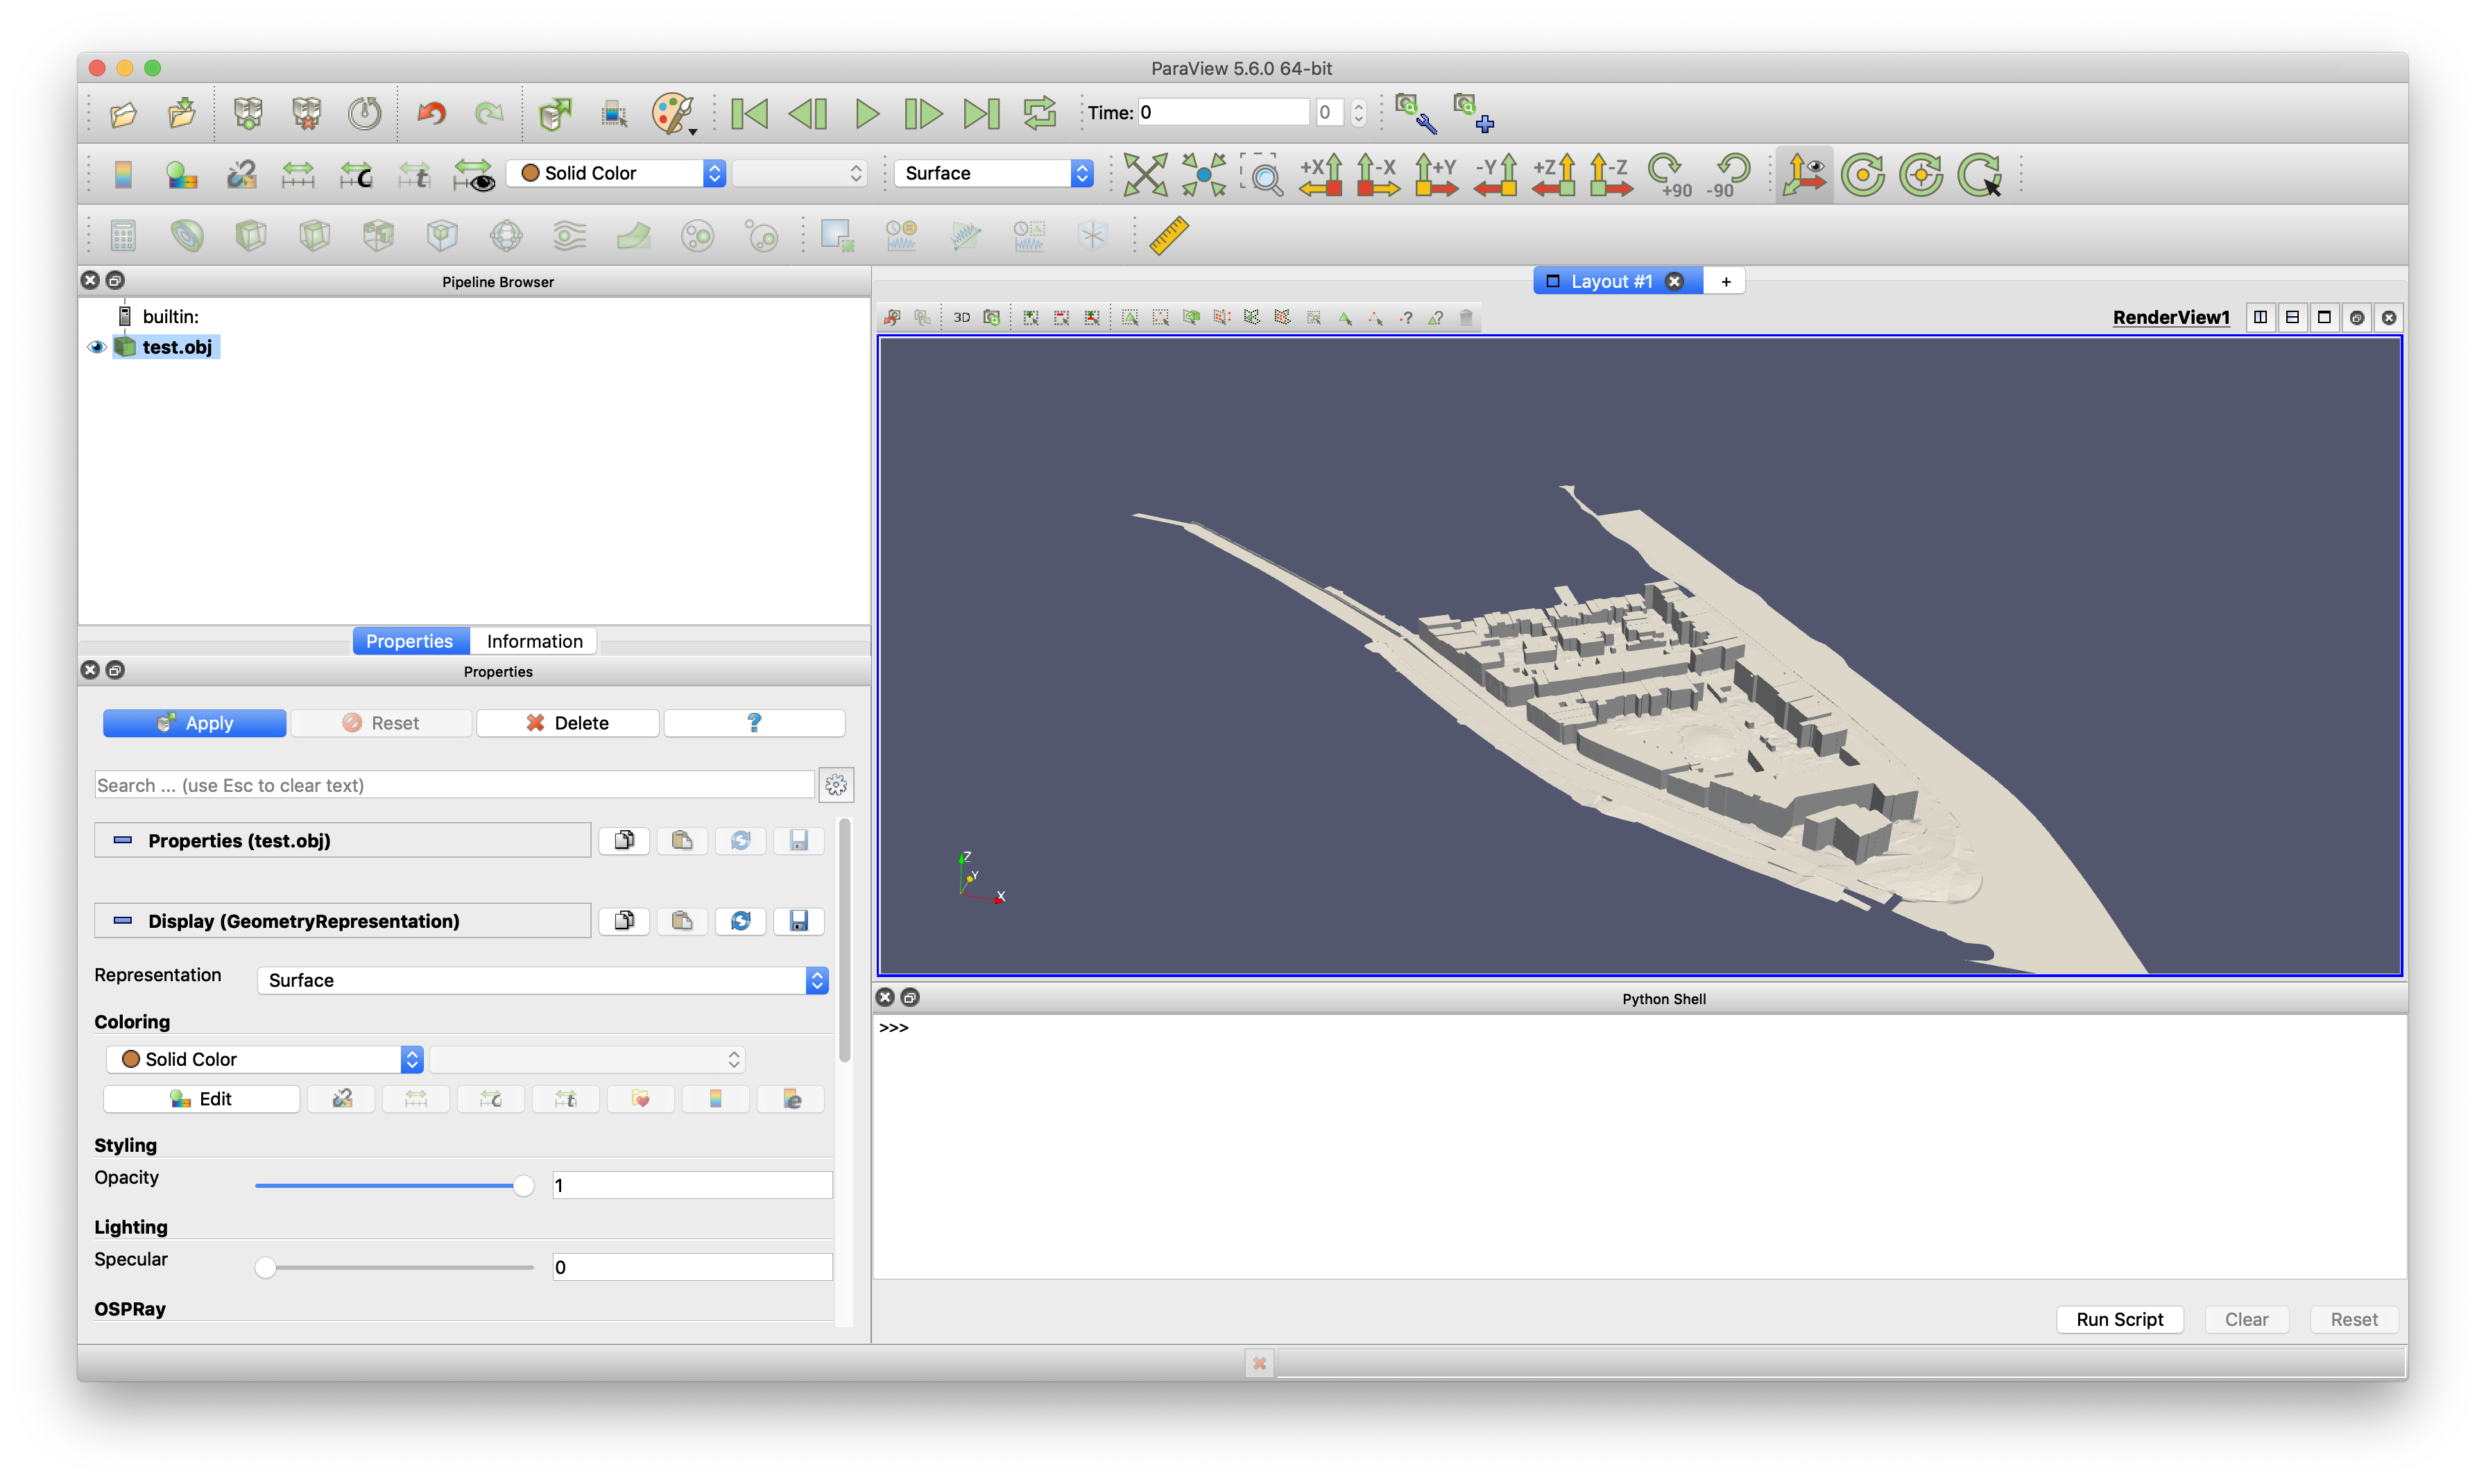 ParaView 5.6.0 64-bit
Time: 0 0
Solid Color Surface +X -X +Y -Y +Z -Z +90 -90
Pipeline Browser
Layout #1 +
builtin:
3D
RenderView1
test.obj
Properties Information
Properties
Apply Reset Delete ?
Search ... (use Esc to clear text)
Properties (test.obj)
Display (GeometryRepresentation)
Z
Y
X
Representation Surface
Python Shell
Coloring
>>>
Solid Color
Edit
Styling
Opacity 1
Lighting
Specular 0
OSPRay
Run Script Clear Reset